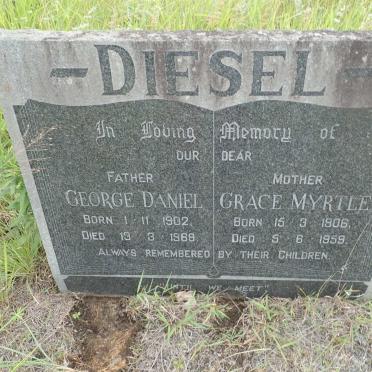 - DIESEL -
In Loving Memory of
OUR DEAR
FATHER MOTHER
GEORGE DANIEL GRACE MYRTLE
BORN 1·11·1902. BORN 15·3·1906.
DIED 13·3·1969 DIED 5·6·1959.
ALWAYS REMEMBERED BY THEIR CHILDREN.
"UNTIL WE MEET"